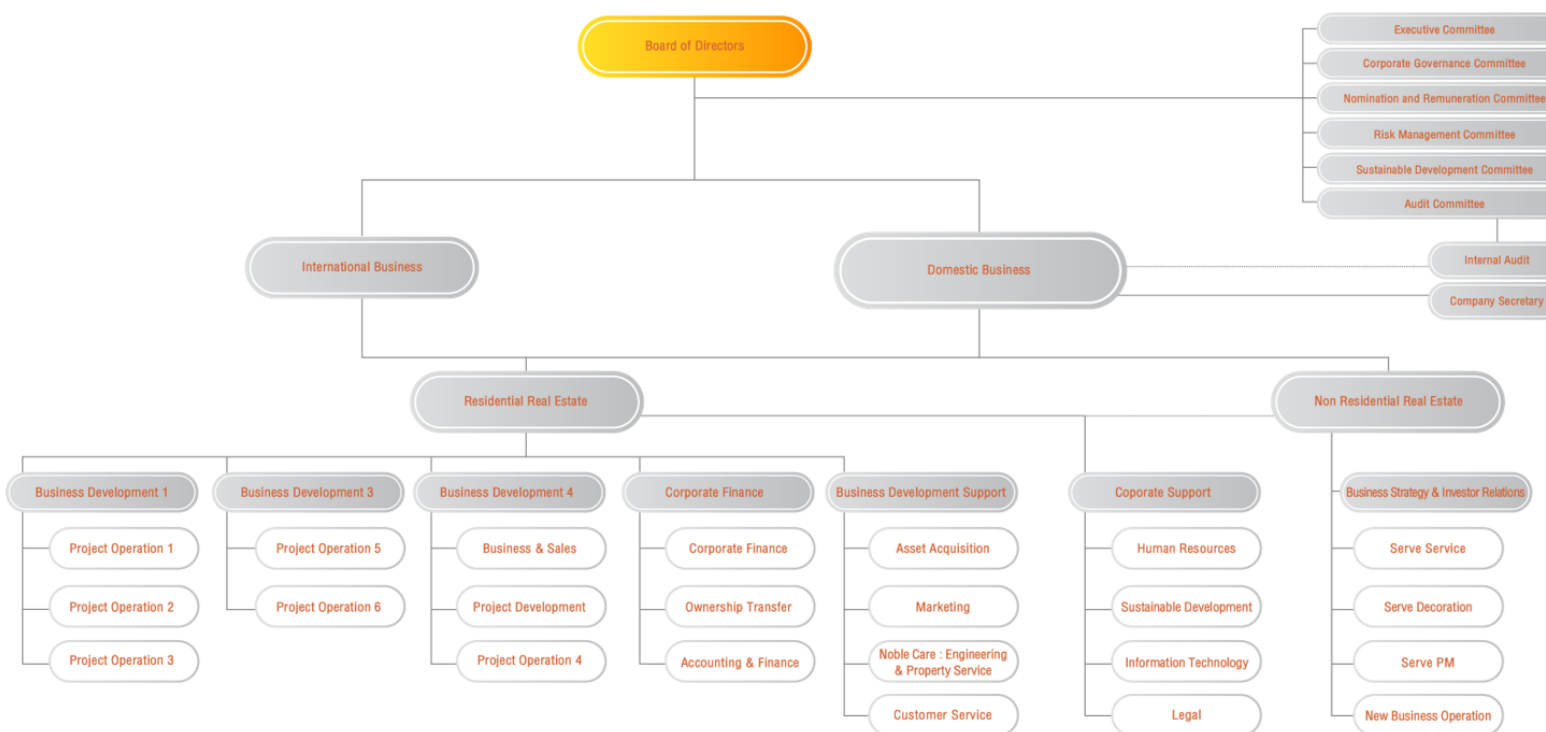 Board of Directors
Executive Committee
Corporate Governance Committee
Nomination and Remuneration Committee
Risk Management Committee
Sustainable Development Committee
Audit Committee
Internal Audit
Company Secretary
International Business
Domestic Business
Residential Real Estate
Non Residential Real Estate
Business Development 1
Project Operation 1
Project Operation 2
Project Operation 3
Business Development 3
Project Operation 5
Project Operation 6
Business Development 4
Business & Sales
Project Development
Project Operation 4
Corporate Finance
Corporate Finance
Ownership Transfer
Accounting & Finance
Business Development Support
Asset Acquisition
Marketing
Noble Care : Engineering
& Property Service
Customer Service
Coporate Support
Human Resources
Sustainable Development
Information Technology
Legal
Business Strategy & Investor Relations
Serve Service
Serve Decoration
Serve PM
New Business Operation